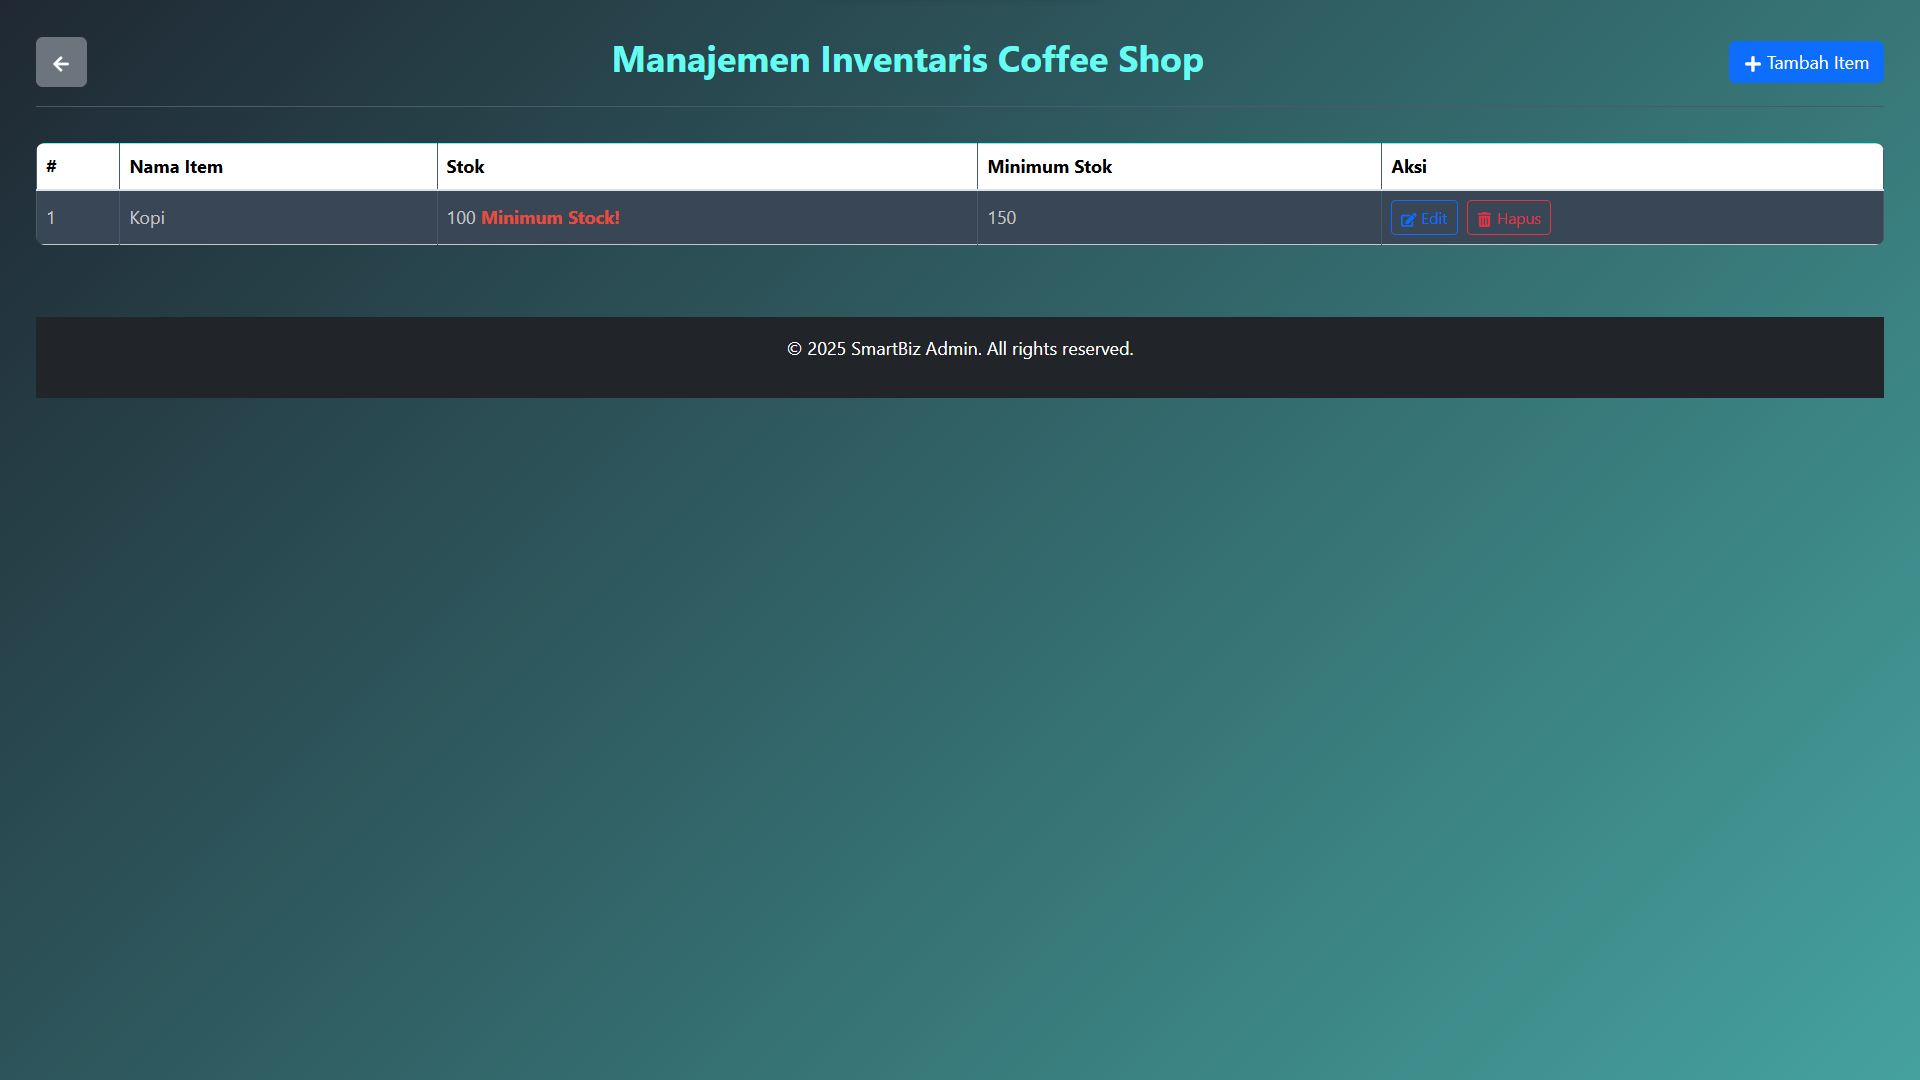 Manajemen Inventaris Coffee Shop
Tambah Item
# Nama Item Stok Minimum Stok Aksi
1 Kopi 100 Minimum Stock! 150 Edit Hapus
© 2025 SmartBiz Admin. All rights reserved.